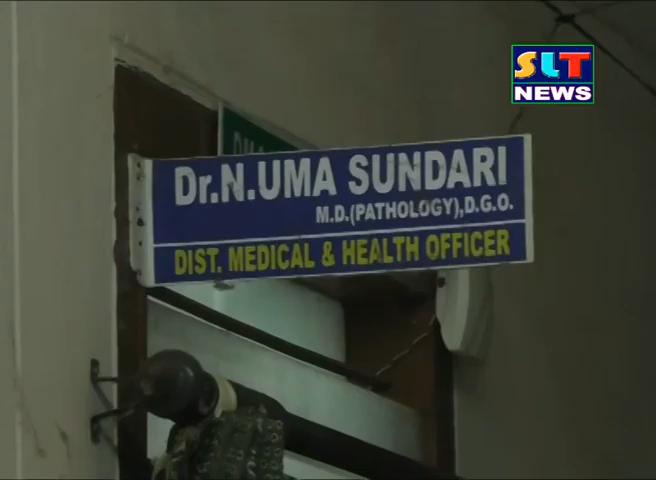 SLT
NEWS
Dr.N.UMA SUNDARI
M.D.(PATHOLOGY),D.G.O.
DIST. MEDICAL & HEALTH OFFICER